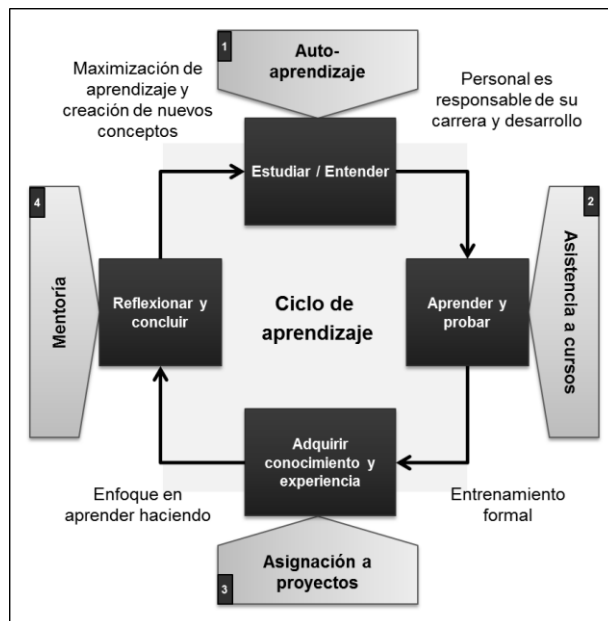 1
Auto-
aprendizaje
Maximización de
aprendizaje y
creación de nuevos
conceptos
Personal es
responsable de su
carrera y desarrollo
Estudiar / Entender
4
2
Mentoría
Reflexionar y
concluir
Ciclo de
aprendizaje
Aprender y
probar
Asistencia a
cursos
Adquirir
conocimiento y
experiencia
Enfoque en
aprender haciendo
Entrenamiento
formal
Asignación a
proyectos
3